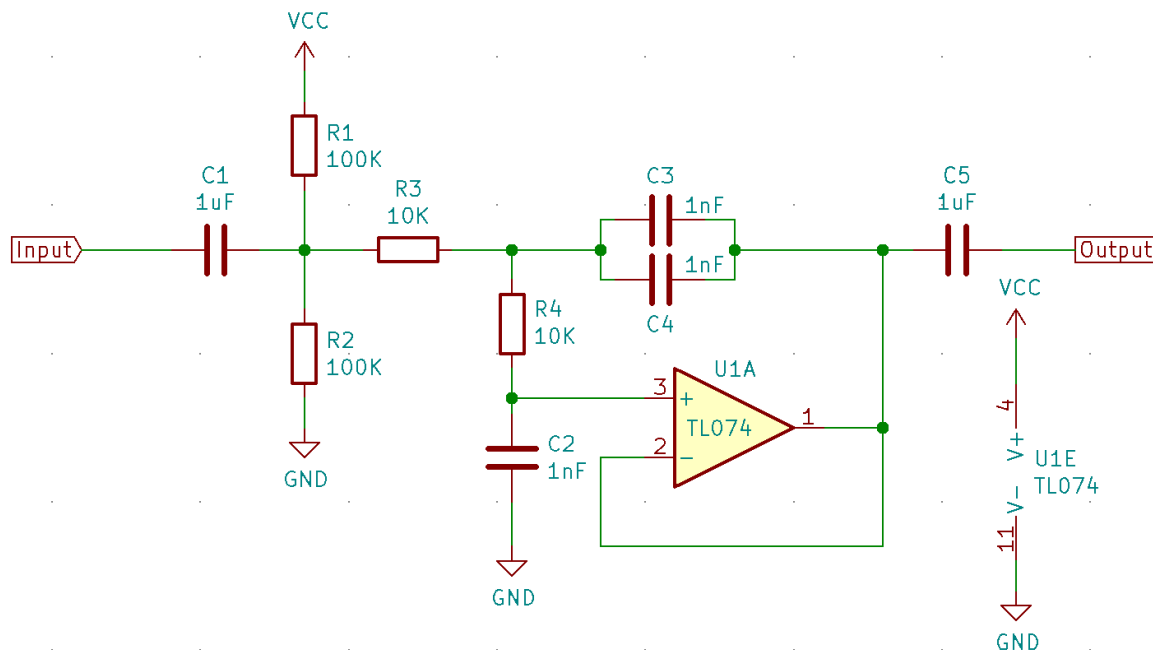 VCC
R1
100K
C1
1uF
R3
10K
C3
1nF
C5
1uF
Input
1nF
C4
Output
VCC
R4
10K
R2
100K
U1A
3
+
TL074
1
2
−
4
V+
U1E
TL074
V-
11
C2
1nF
GND
GND
GND